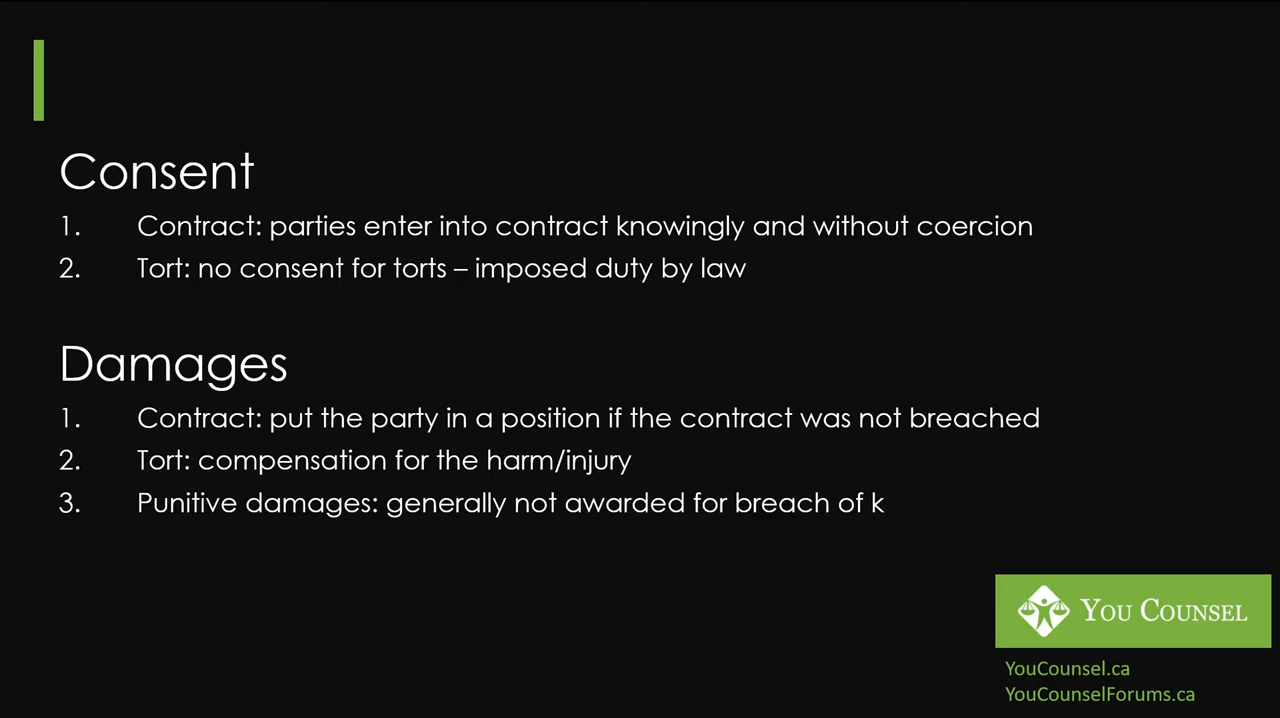 Consent
1. Contract: parties enter into contract knowingly and without coercion
2. Tort: no consent for torts – imposed duty by law
Damages
1. Contract: put the party in a position if the contract was not breached
2. Tort: compensation for the harm/injury
3. Punitive damages: generally not awarded for breach of k
You Counsel
YouCounsel.ca
YouCounselForums.ca